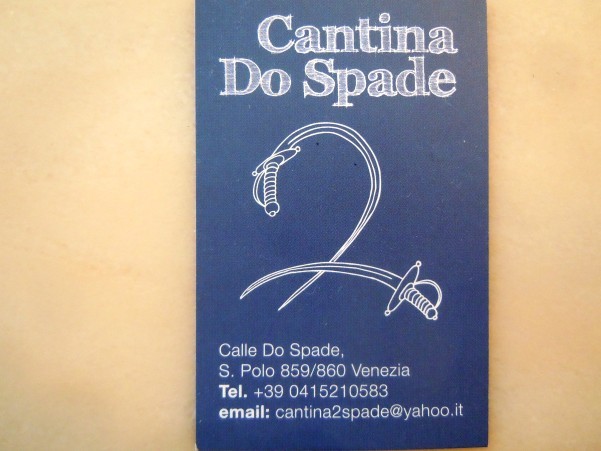 Cantina
Do Spade
Calle Do Spade,
S. Polo 859/860 Venezia
Tel. +39 0415210583
email: cantina2spade@yahoo.it